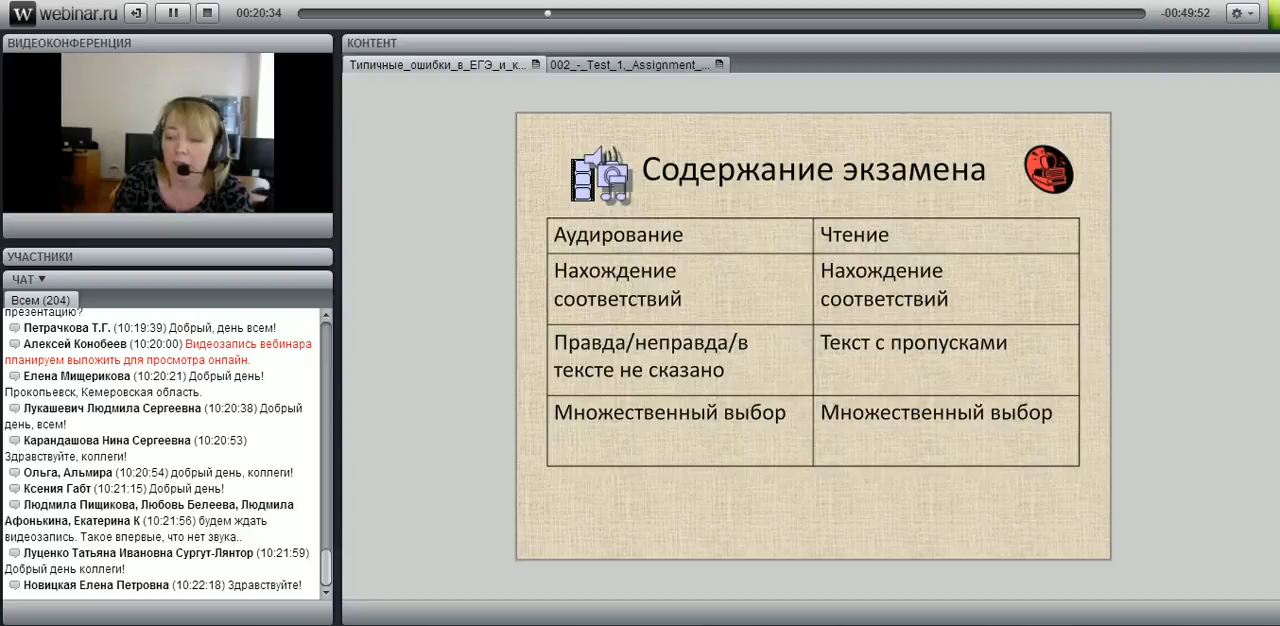 W webinar.ru
00:20:34
-00:49:52
ВИДЕОКОНФЕРЕНЦИЯ
УЧАСТНИКИ
ЧАТ
Всем (204)
презентацию?
Петрачкова Т.Г. (10:19:39) Добрый, день всем!
Алексей Конобеев (10:20:00) Видеозапись вебинара
планируем выложить для просмотра онлайн.
Елена Мищерикова (10:20:21) Добрый день!
Прокопьевск, Кемеровская область.
Лукашевич Людмила Сергеевна (10:20:38) Добрый
день, всем!
Карандашова Нина Сергеевна (10:20:53)
Здравствуйте, коллеги!
Ольга, Альмира (10:20:54) добрый день, коллеги!
Ксения Габт (10:21:15) Добрый день!
Людмила Пищикова, Любовь Белеева, Людмила
Афонькина, Екатерина К (10:21:56) будем ждать
видеозапись. Такое впервые, что нет звука..
Луценко Татьяна Ивановна Сургут-Лянтор (10:21:59)
Добрый день коллеги!
Новицкая Елена Петровна (10:22:18) Здравствуйте!
КОНТЕНТ
Типичные_ошибки_в_ЕГЭ_и_к...
002_-_Test_1,_Assignment_...
Содержание экзамена
Аудирование
Чтение
Нахождение
соответствий
Нахождение
соответствий
Правда/неправда/в
тексте не сказано
Текст с пропусками
Множественный выбор
Множественный выбор